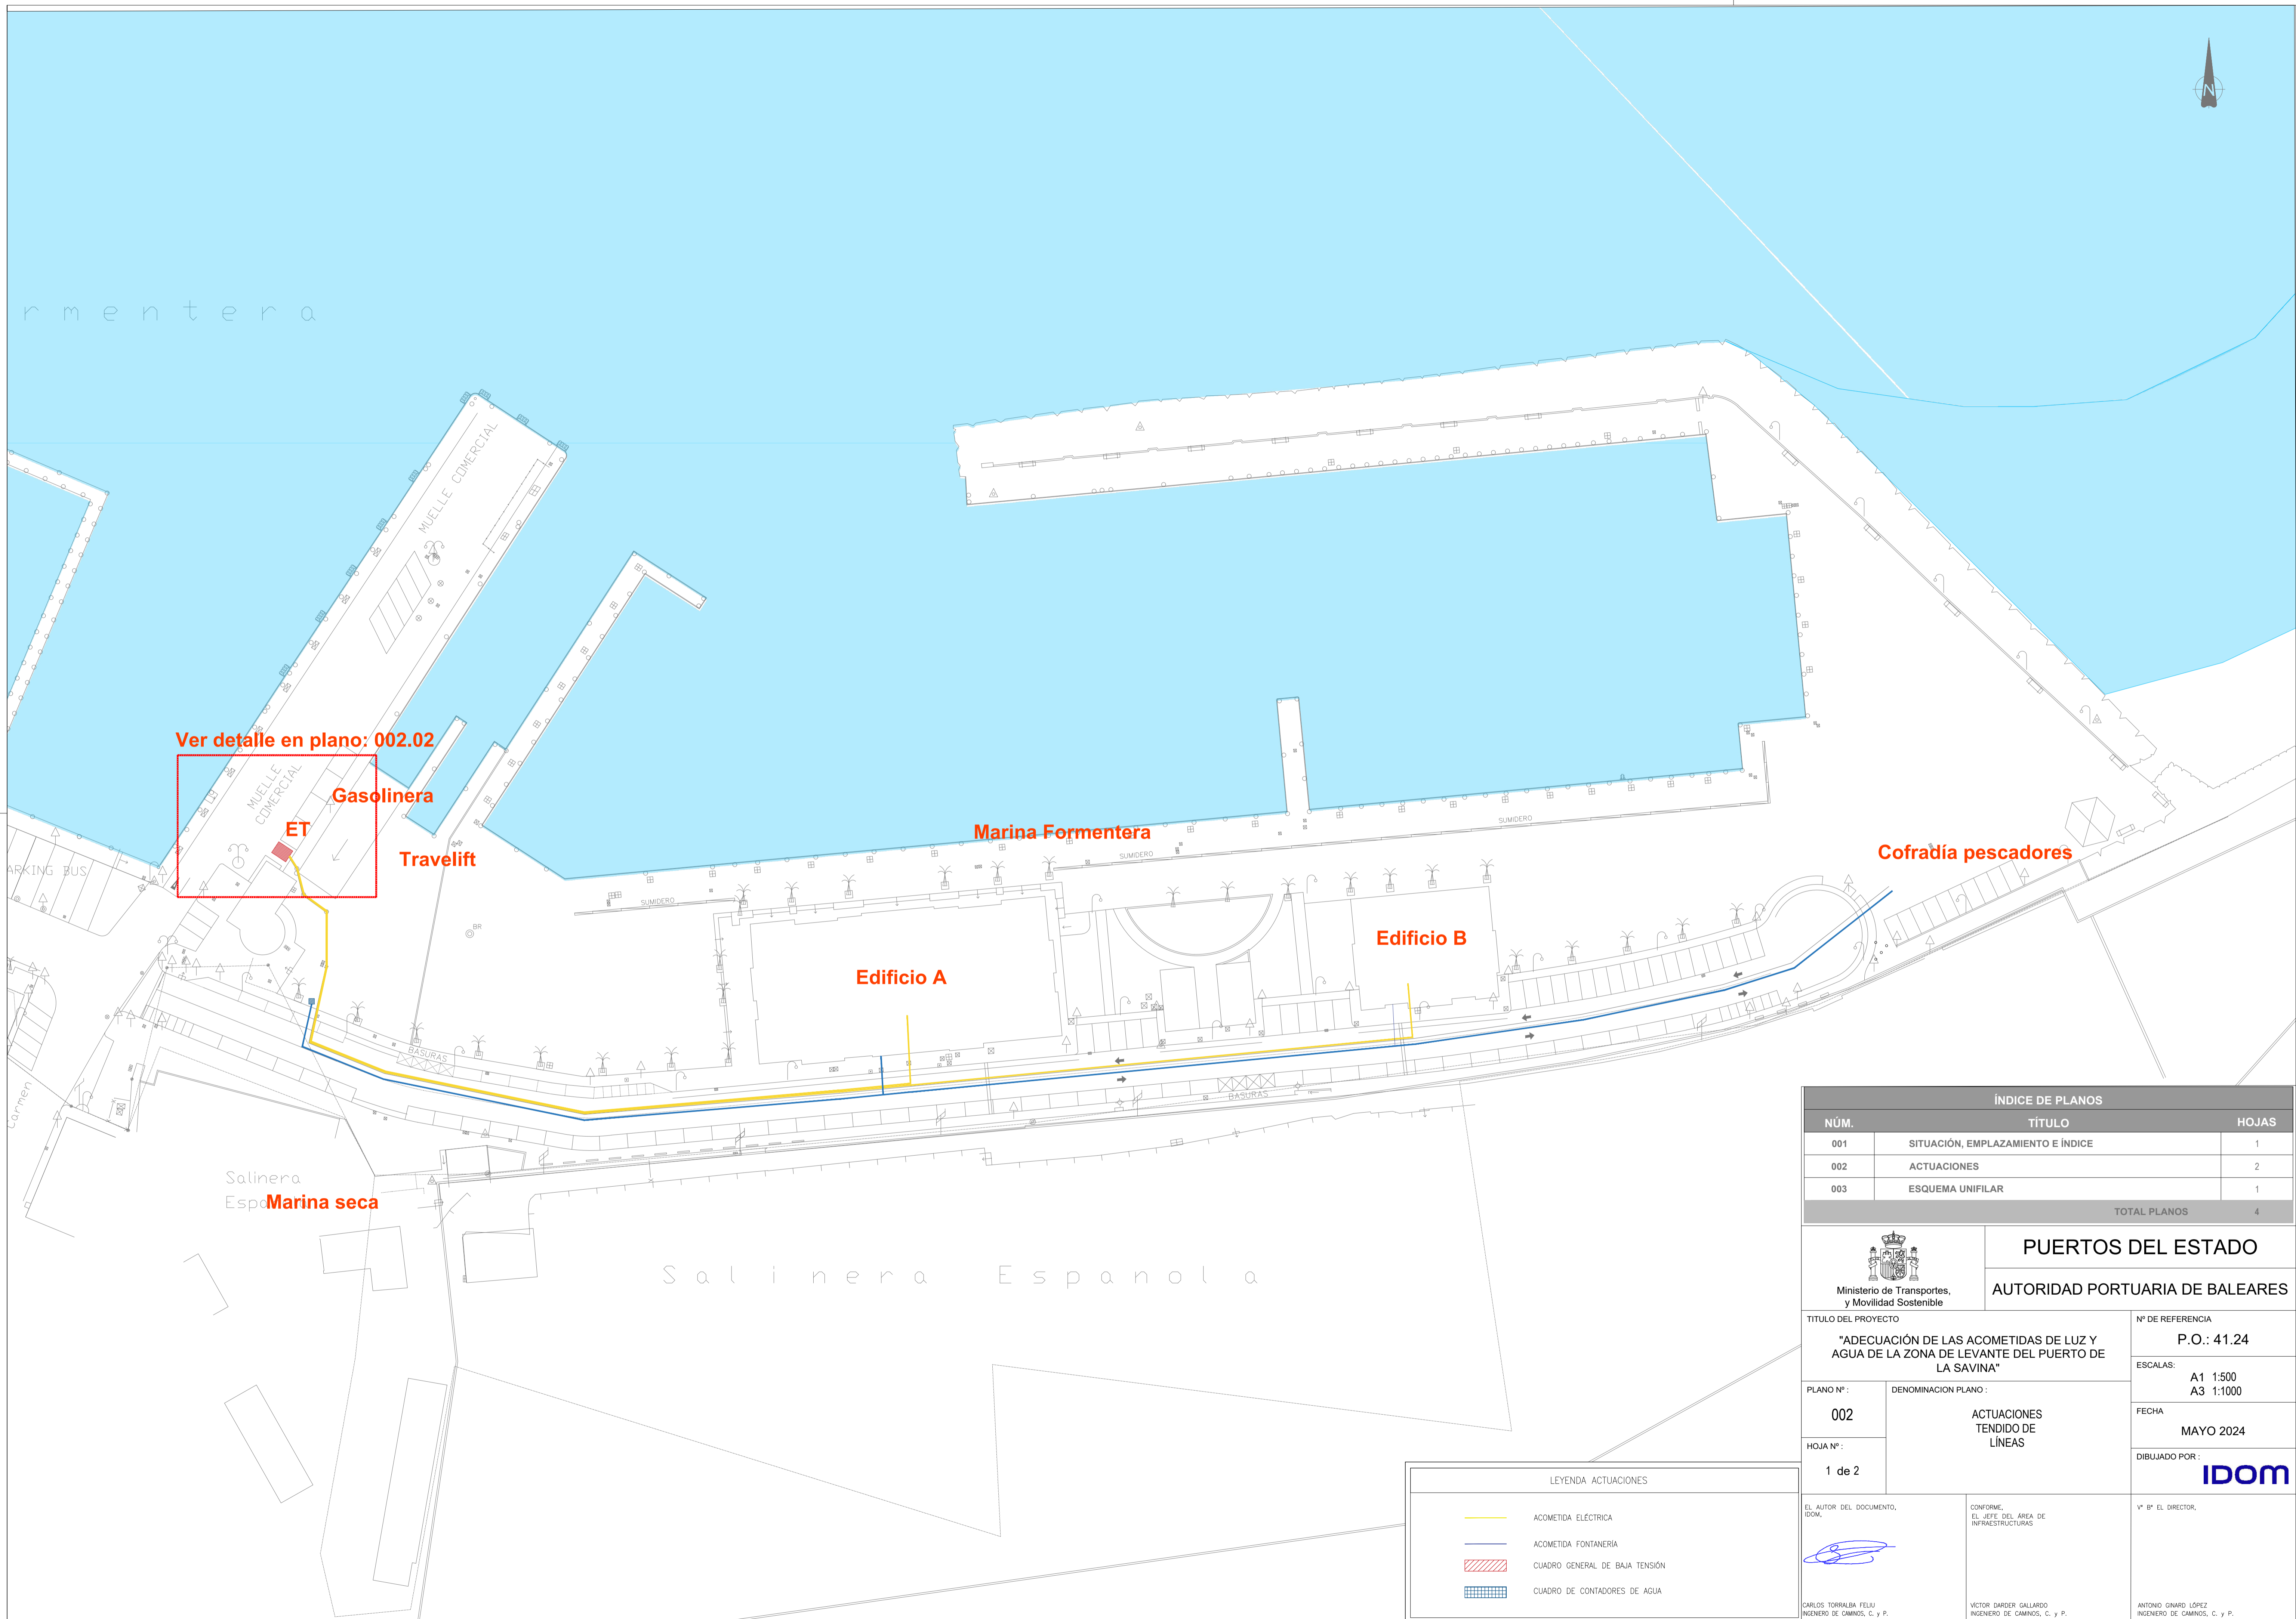 N
r m e n t e r a
MUELLE COMERCIAL
Ver detalle en plano: 002.02
MUELLE
COMERCIAL
Gasolinera
ET
Travelift
Marina Formentera
SUMIDERO
SUMIDERO
SUMIDERO
Cofradía pescadores
ARKING BUS
BR
Edificio B
Edificio A
BASURAS
BASURAS
Carmen
Salinera
Espa
Marina seca
Salinera Espanola
ÍNDICE DE PLANOS
NÚM. TÍTULO HOJAS
001 SITUACIÓN, EMPLAZAMIENTO E ÍNDICE 1
002 ACTUACIONES 2
003 ESQUEMA UNIFILAR 1
TOTAL PLANOS 4
Ministerio de Transportes,
y Movilidad Sostenible
PUERTOS DEL ESTADO
AUTORIDAD PORTUARIA DE BALEARES
TITULO DEL PROYECTO
"ADECUACIÓN DE LAS ACOMETIDAS DE LUZ Y
AGUA DE LA ZONA DE LEVANTE DEL PUERTO DE
LA SAVINA"
Nº DE REFERENCIA
P.O.: 41.24
ESCALAS:
A1 1:500
A3 1:1000
PLANO Nº :
002
DENOMINACION PLANO :
ACTUACIONES
TENDIDO DE
LÍNEAS
FECHA
MAYO 2024
HOJA Nº :
1 de 2
DIBUJADO POR :
IDOM
LEYENDA ACTUACIONES
ACOMETIDA ELÉCTRICA
ACOMETIDA FONTANERÍA
CUADRO GENERAL DE BAJA TENSIÓN
CUADRO DE CONTADORES DE AGUA
EL AUTOR DEL DOCUMENTO,
IDOM,
CARLOS TORRALBA FELIU
INGENIERO DE CAMINOS, C. y P.
CONFORME,
EL JEFE DEL ÁREA DE
INFRAESTRUCTURAS
VÍCTOR DARDER GALLARDO
INGENIERO DE CAMINOS, C. y P.
Vº Bº EL DIRECTOR,
ANTONIO GINARD LÓPEZ
INGENIERO DE CAMINOS, C. y P.